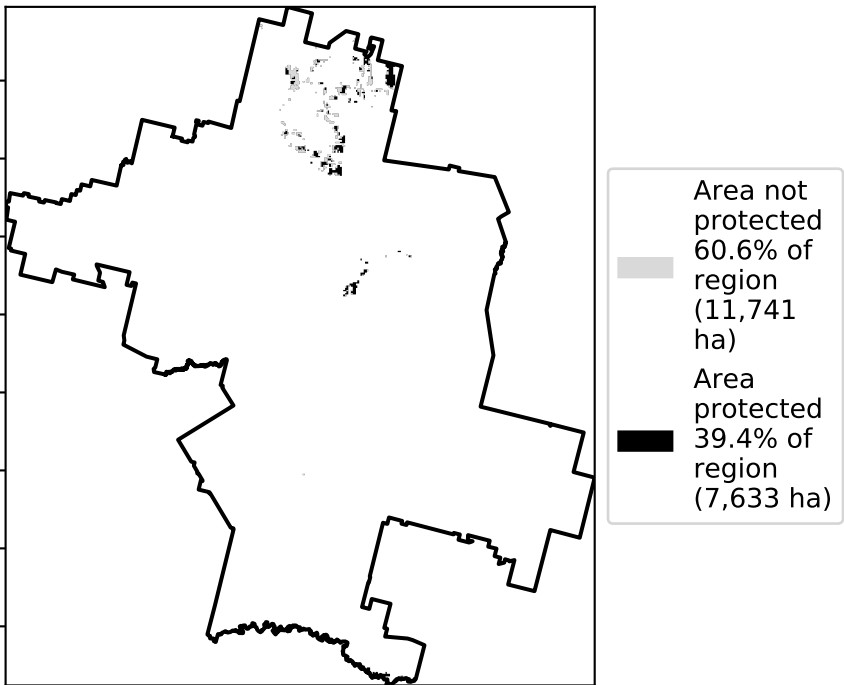 Area not
protected
60.6% of
region
(11,741
ha)
Area
protected
39.4% of
region
(7,633 ha)